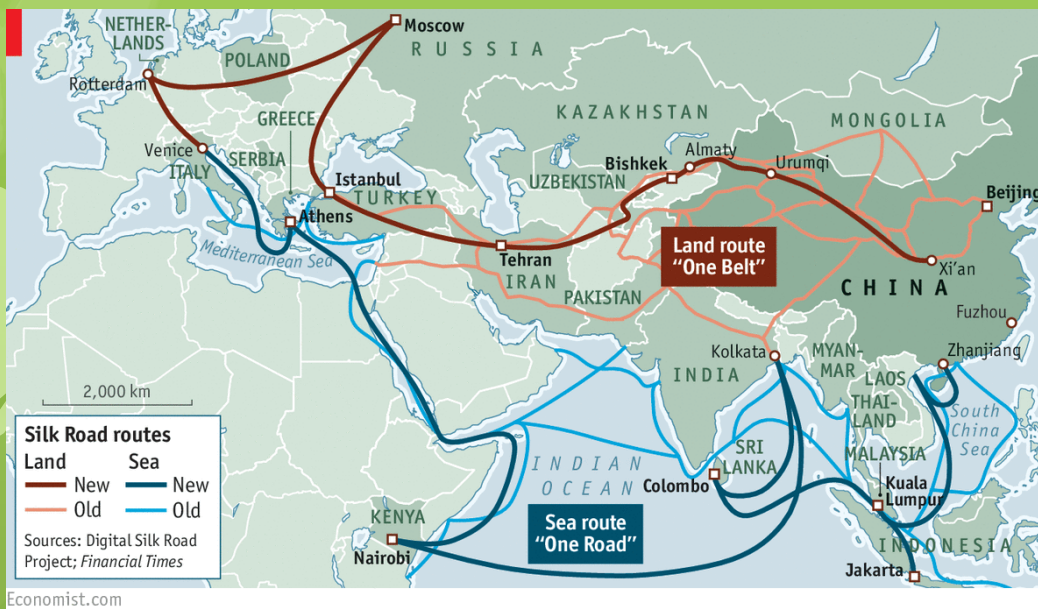 NETHER-
LANDS
Moscow
RUSSIA
POLAND
Rotterdam
KAZAKHSTAN
MONGOLIA
GREECE
Venice
ITALY
SERBIA
Almaty
Bishkek
Urumqi
UZBEKISTAN
Istanbul
TURKEY
Beijing
Athens
Mediterranean Sea
Tehran
IRAN
Land route
“One Belt”
Xi’an
CHINA
PAKISTAN
Fuzhou
Kolkata
MYAN-
MAR
Zhanjiang
INDIA
LAOS
THAI-
LAND
South
China
Sea
2,000 km
Silk Road routes
Land Sea
New New
Old Old
Sources: Digital Silk Road
Project; Financial Times
INDIAN
OCEAN
SRI
LANKA
Colombo
MALAYSIA
Kuala
Lumpur
Sea route
“One Road”
KENYA
Nairobi
INDONESIA
Jakarta
Economist.com